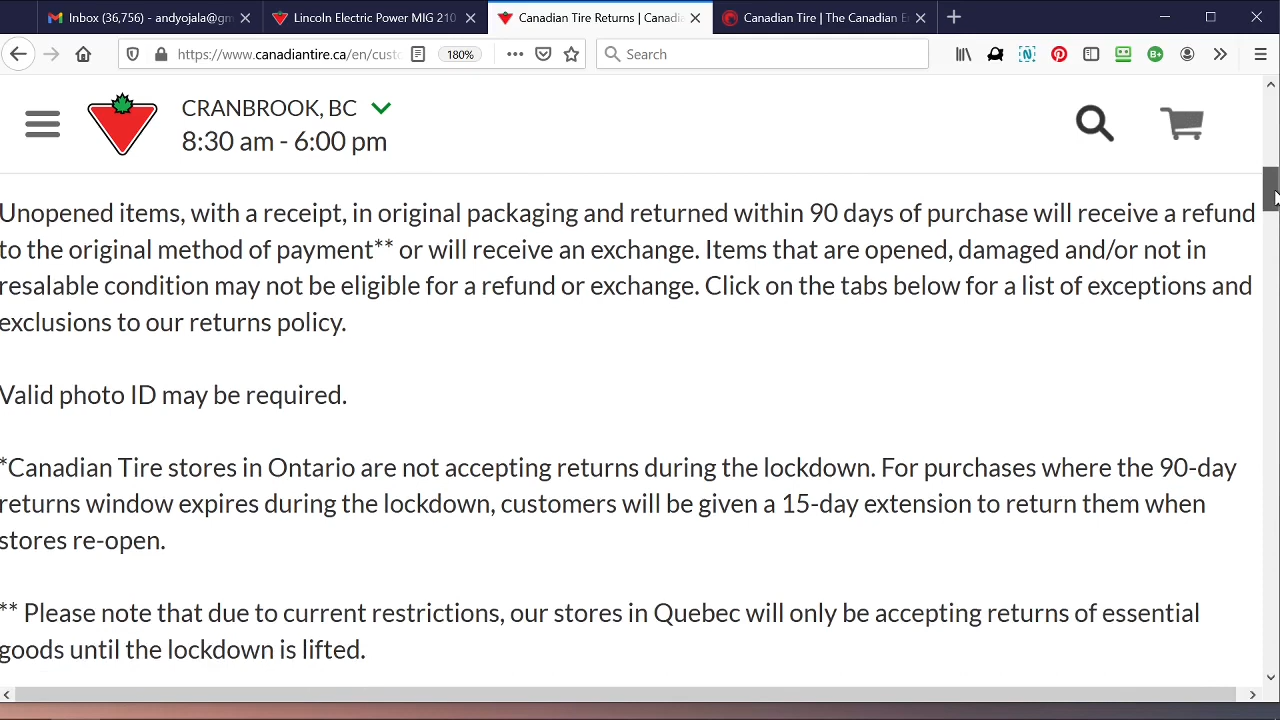 Inbox (36,756) - andyojala@gm
Lincoln Electric Power MIG 210
Canadian Tire Returns | Canadi
Canadian Tire | The Canadian E
https://www.canadiantire.ca/en/custo
180%
Search
CRANBROOK, BC
8:30 am - 6:00 pm
Unopened items, with a receipt, in original packaging and returned within 90 days of purchase will receive a refund
to the original method of payment** or will receive an exchange. Items that are opened, damaged and/or not in
resalable condition may not be eligible for a refund or exchange. Click on the tabs below for a list of exceptions and
exclusions to our returns policy.
Valid photo ID may be required.
*Canadian Tire stores in Ontario are not accepting returns during the lockdown. For purchases where the 90-day
returns window expires during the lockdown, customers will be given a 15-day extension to return them when
stores re-open.
** Please note that due to current restrictions, our stores in Quebec will only be accepting returns of essential
goods until the lockdown is lifted.